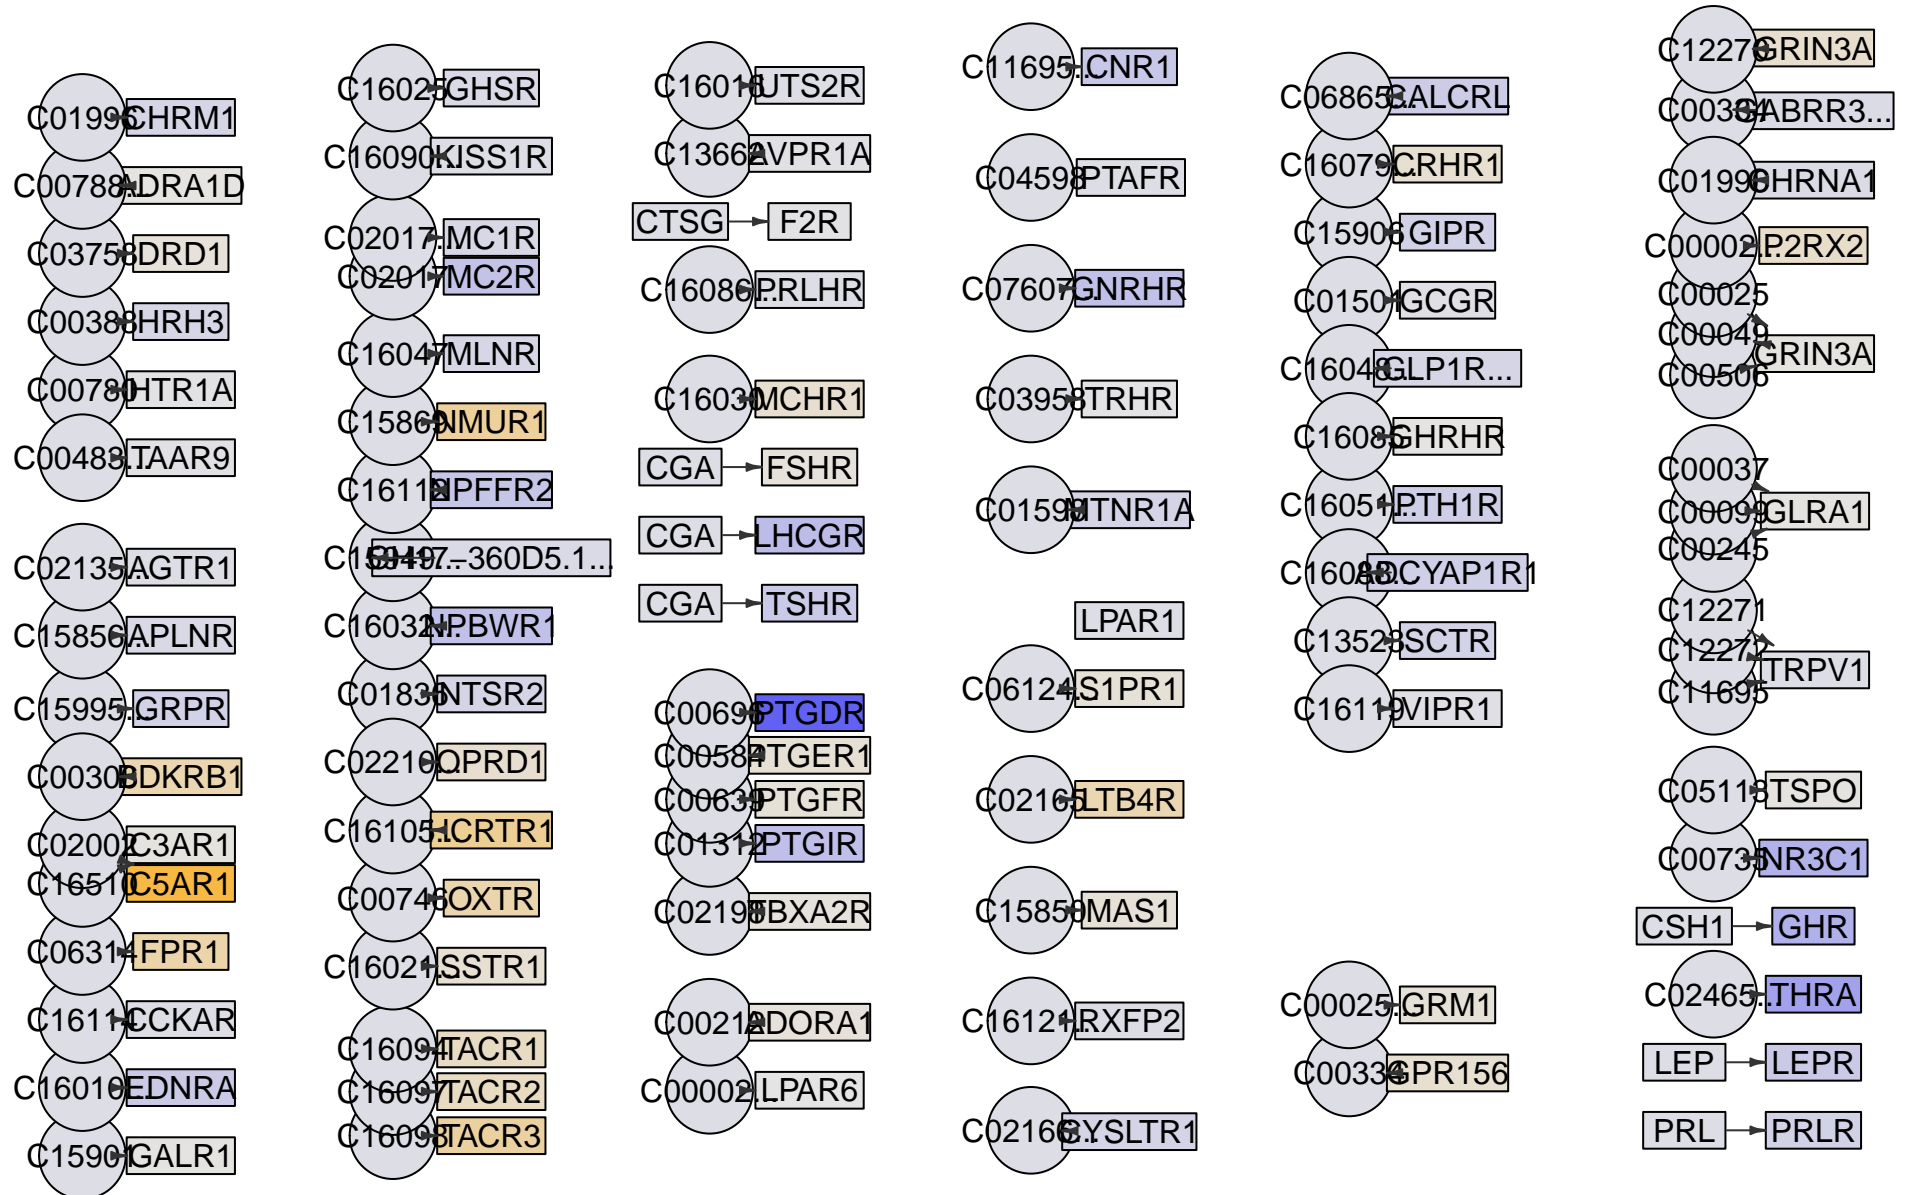 C01996 CHRM1
C00788... ADRA1D
C03758 DRD1
C00388 HRH3
C00780 HTR1A
C00483... TAAR9
C02135... AGTR1
C15856... APLNR
C15995... GRPR
C00306 BDKRB1
C02002 C3AR1
C16510 C5AR1
C06314 FPR1
C16114 CCKAR
C16010 EDNRA
C15901 GALR1
C16025 GHSR
C16090... KISS1R
C02017... MC1R
C02017 MC2R
C16047 MLNR
C15869 NMUR1
C16118 NPFFR2
–360D5.1...
C16032... NPBWR1
C01836 NTSR2
C02210... OPRD1
C16105... HCRTR1
C00746 OXTR
C16021... SSTR1
C16094 TACR1
C16097 TACR2
C16098 TACR3
C16016 UTS2R
C13662 AVPR1A
CTSG F2R
C16086... PRLHR
C16030 MCHR1
CGA FSHR
CGA LHCGR
CGA TSHR
C00696 PTGDR
C00584 PTGER1
C00639 PTGFR
C01312 PTGIR
C02198 TBXA2R
C00212 ADORA1
C00002... LPAR6
C11695... CNR1
C04598 PTAFR
C07607... GNRHR
C03958 TRHR
C01598 MTNR1A
LPAR1
C06124... S1PR1
C02165 LTB4R
C15850 MAS1
C16121... RXFP2
C02166... CYSLTR1
C06865... CALCRL
C16079... CRHR1
C15906 GIPR
C01501 GCGR
C16048... GLP1R...
C16085 GHRHR
C16051... PTH1R
C16088... ADCYAP1R1
C13523 SCTR
C16119 VIPR1
C00025... GRM1
C00334 GPR156
C12270 GRIN3A
C00334 GABRR3...
C01996 CHRNA1
C00002... P2RX2
C00025
C00049
GRIN3A
C00506
C00037
C00099 GLRA1
C00245
C12271
C12272
TRPV1
C11695
C05113 TSPO
C00735 NR3C1
CSH1 GHR
C02465... THRA
LEP LEPR
PRL PRLR